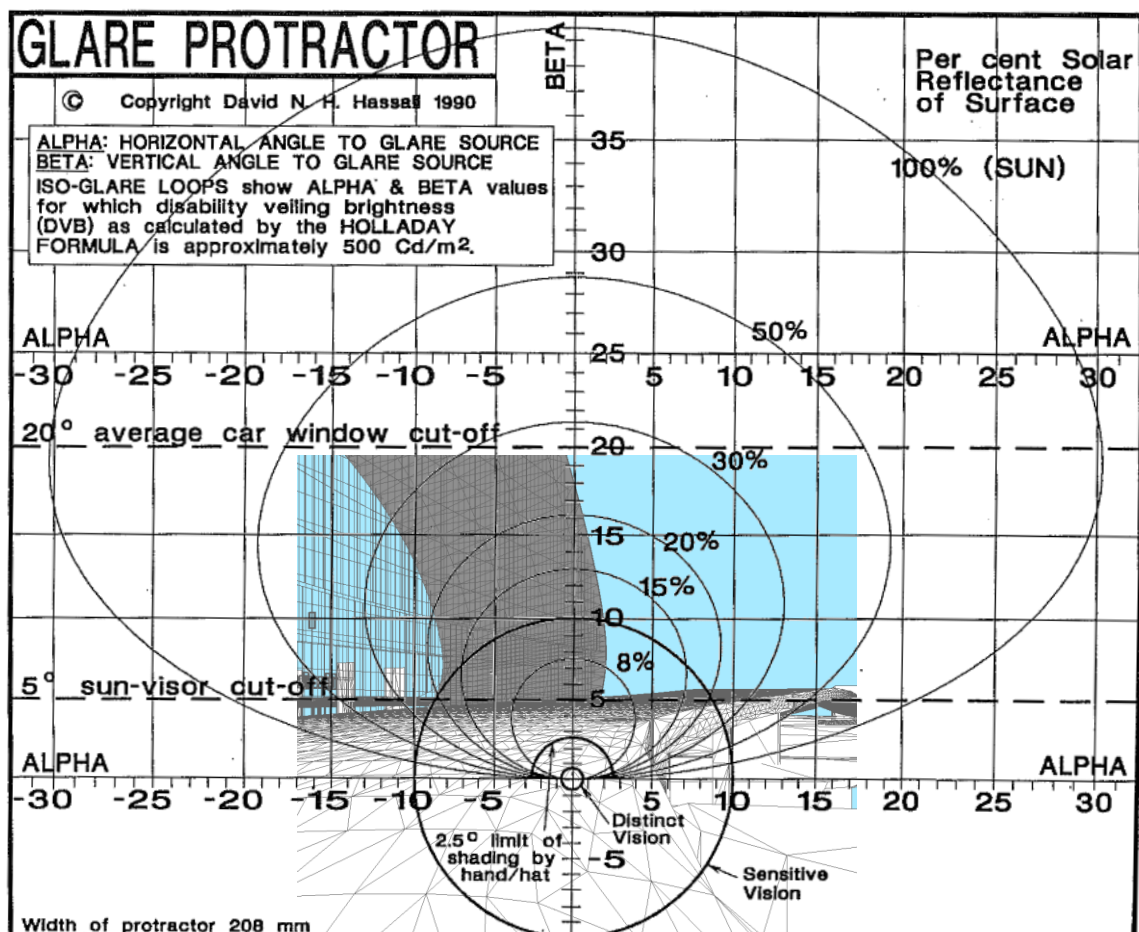 GLARE PROTRACTOR
© Copyright David N. H. Hassall 1990
ALPHA: HORIZONTAL ANGLE TO GLARE SOURCE
BETA: VERTICAL ANGLE TO GLARE SOURCE
ISO-GLARE LOOPS show ALPHA & BETA values
for which disability veiling brightness
(DVB) as calculated by the HOLLADAY
FORMULA is approximately 500 Cd/m².
BETA
Per cent Solar
Reflectance
of Surface
35
100% (SUN)
30
50%
ALPHA
25
ALPHA
-30 -25 -20 -15 -10 -5 5 10 15 20 25 30
20° average car window cut-off
20
30%
15
20%
15%
10
8%
5° sun-visor cut-off
5
ALPHA
ALPHA
-30 -25 -20 -15 -10 -5 5 10 15 20 25 30
Distinct
Vision
2.5° limit of
shading by
hand/hat
-5
Sensitive
Vision
Width of protractor 208 mm